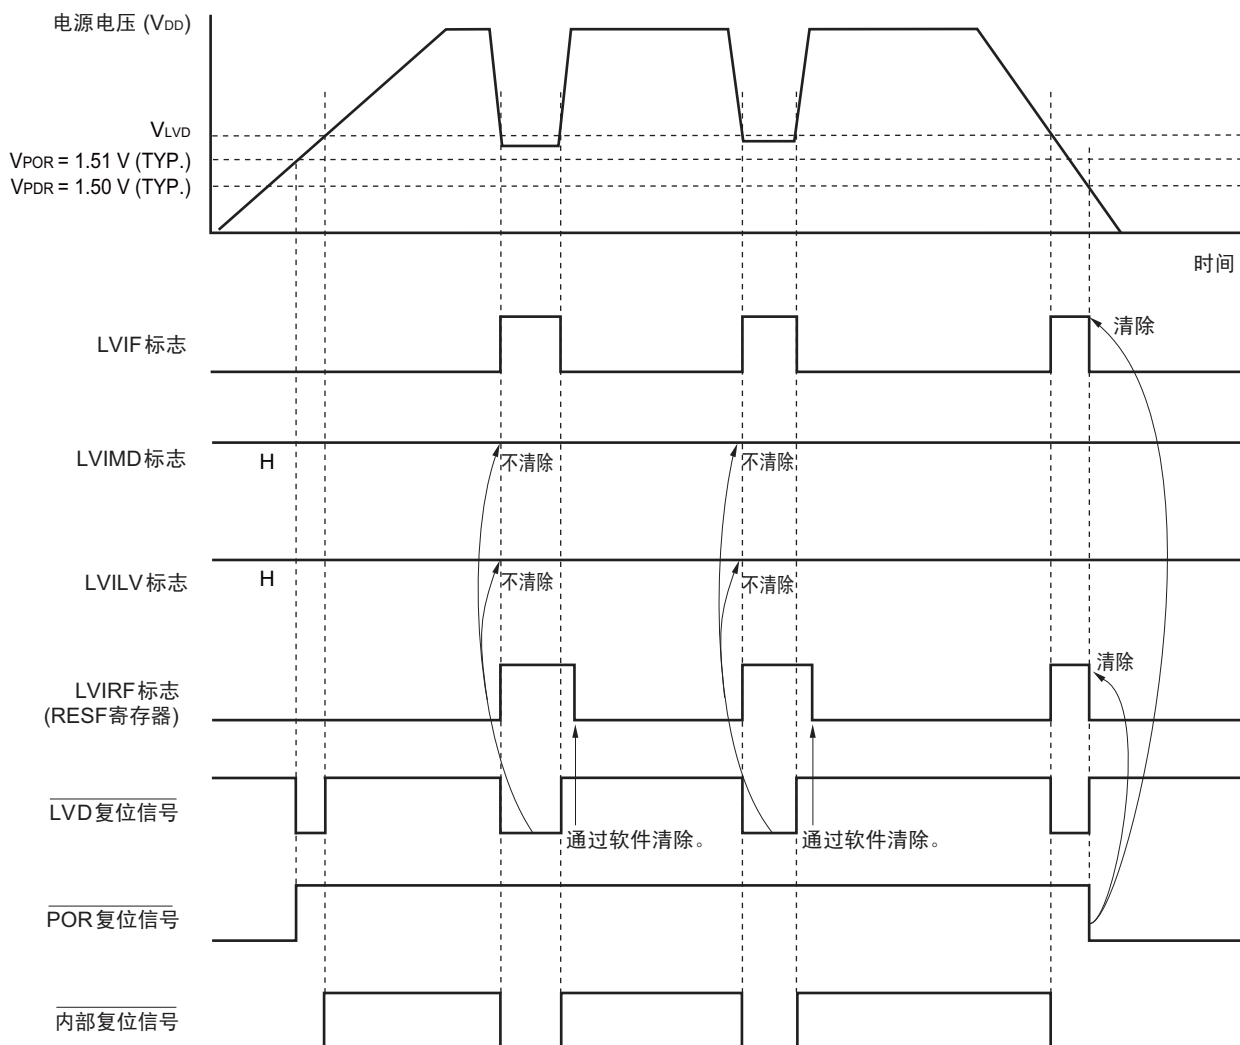 电源电压 (VDD)
VLVD
VPOR = 1.51 V (TYP.)
VPDR = 1.50 V (TYP.)
时间
LVIF标志
清除
LVIMD标志
H
不清除
不清除
LVILV标志
H
不清除
不清除
LVIRF标志
(RESF寄存器)
清除
LVD复位信号
通过软件清除。
通过软件清除。
POR复位信号
内部复位信号